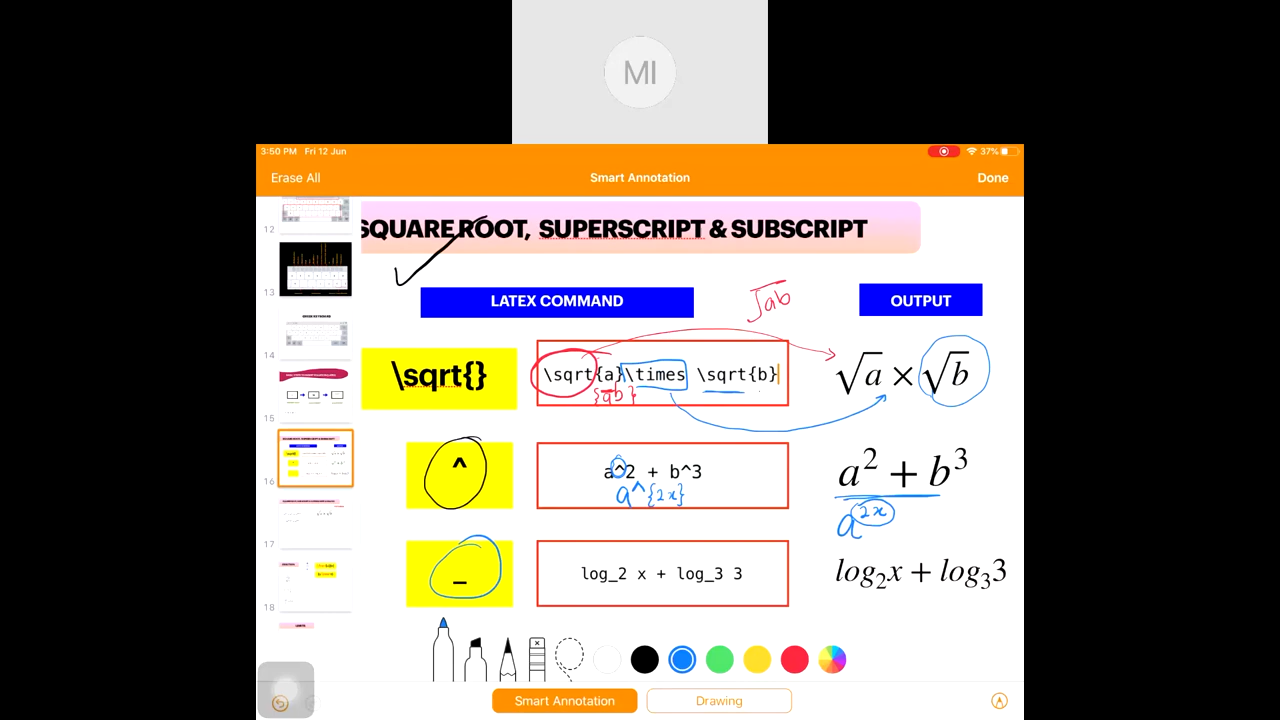 MI
3:50 PM Fri 12 Jun
37%
Erase All
Smart Annotation
Done
12
13
14
15
16
17
18
SQUARE ROOT, SUPERSCRIPT & SUBSCRIPT
√ab
LATEX COMMAND
OUTPUT
\sqrt{}
\sqrt{a}\times \sqrt{b}
{ab}
√a × √b
^
a^2 + b^3
a^{2x}
a² + b³
a²ˣ
_
log_2 x + log_3 3
log₂x + log₃3
Smart Annotation
Drawing